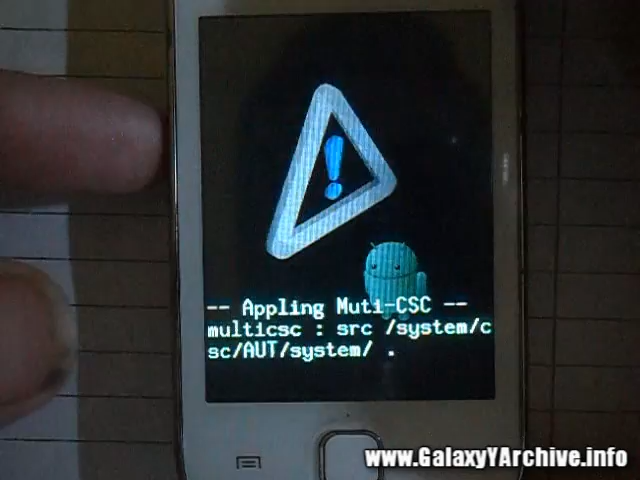 -- Appling Muti-CSC --
multicsc : src /system/c
sc/AUT/system/ .
www.GalaxyYArchive.info